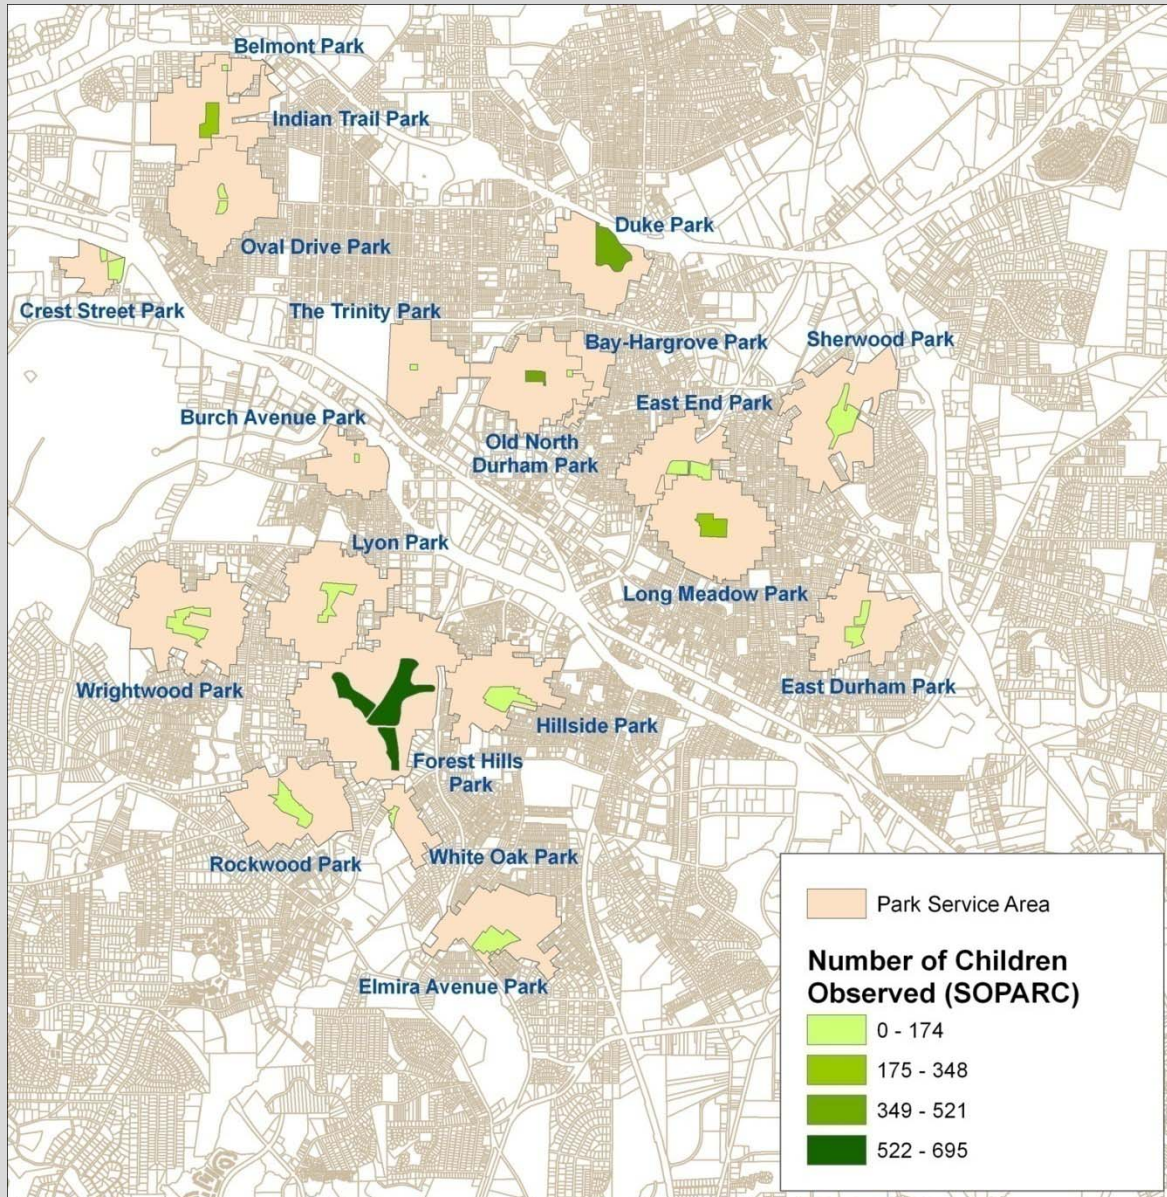 Belmont Park
Indian Trail Park
Duke Park
Oval Drive Park
Crest Street Park
The Trinity Park
Bay-Hargrove Park
Sherwood Park
Burch Avenue Park
East End Park
Old North
Durham Park
Lyon Park
Long Meadow Park
Wrightwood Park
East Durham Park
Hillside Park
Forest Hills
Park
Rockwood Park
White Oak Park
Elmira Avenue Park
Park Service Area
Number of Children
Observed (SOPARC)
0 - 174
175 - 348
349 - 521
522 - 695